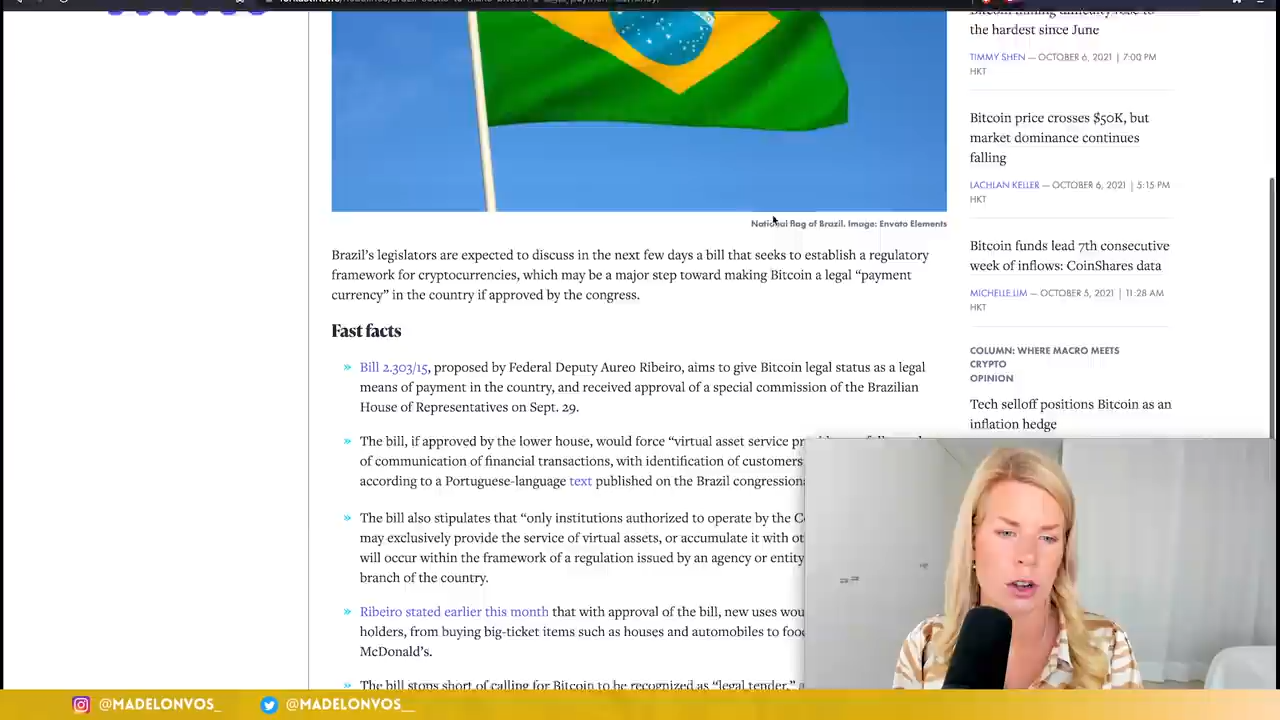 the hardest since June
TIMMY SHEN — OCTOBER 6, 2021 | 7:00 PM
HKT
Bitcoin price crosses $50K, but
market dominance continues
falling
LACHLAN KELLER — OCTOBER 6, 2021 | 5:15 PM
HKT
Bitcoin funds lead 7th consecutive
week of inflows: CoinShares data
MICHELLE LIM — OCTOBER 5, 2021 | 11:28 AM
HKT
COLUMN: WHERE MACRO MEETS
CRYPTO
OPINION
Tech selloff positions Bitcoin as an
inflation hedge
National flag of Brazil. Image: Envato Elements
Brazil’s legislators are expected to discuss in the next few days a bill that seeks to establish a regulatory
framework for cryptocurrencies, which may be a major step toward making Bitcoin a legal “payment
currency” in the country if approved by the congress.
Fast facts
» Bill 2.303/15, proposed by Federal Deputy Aureo Ribeiro, aims to give Bitcoin legal status as a legal
means of payment in the country, and received approval of a special commission of the Brazilian
House of Representatives on Sept. 29.
» The bill, if approved by the lower house, would force “virtual asset service
of communication of financial transactions, with identification of customers
according to a Portuguese-language text published on the Brazil congressional
» The bill also stipulates that “only institutions authorized to operate by the
may exclusively provide the service of virtual assets, or accumulate it with
will occur within the framework of a regulation issued by an agency or entity
branch of the country.
» Ribeiro stated earlier this month that with approval of the bill, new uses
holders, from buying big-ticket items such as houses and automobiles to
McDonald’s.
The bill stops short of calling for Bitcoin to be recognized as “legal tender,”
@MADELONVOS_ @MADELONVOS__